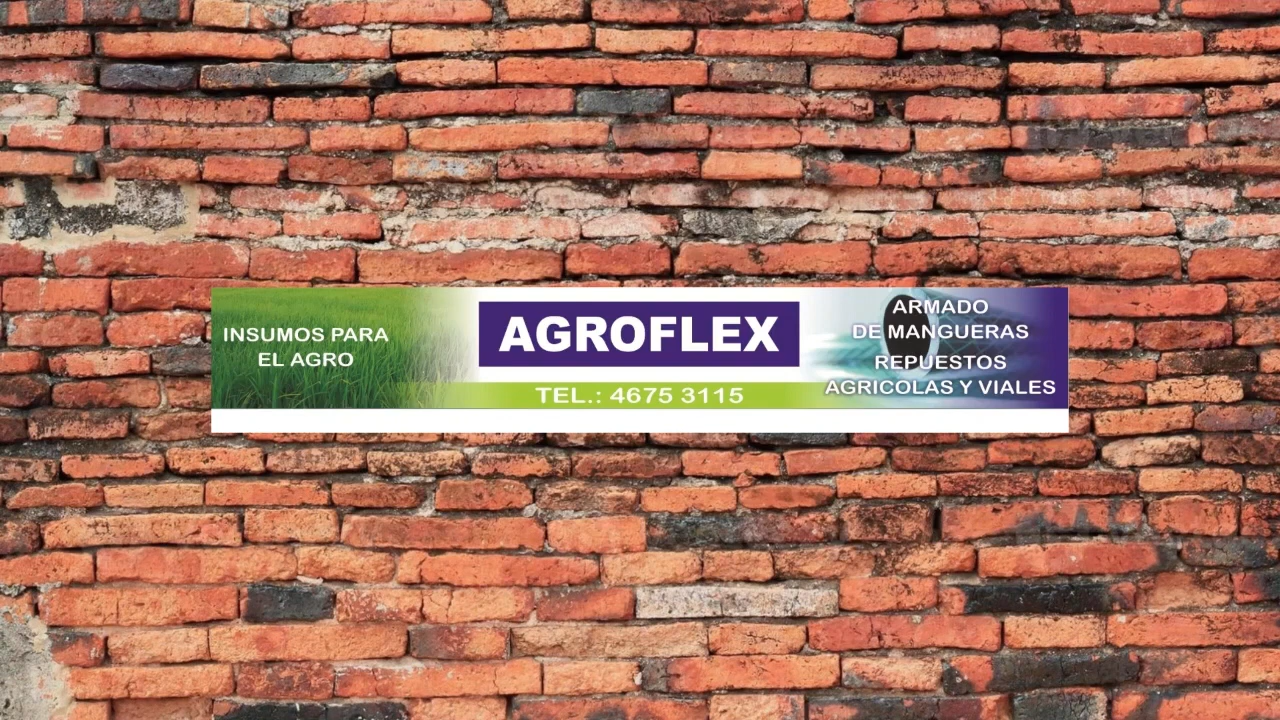 INSUMOS PARA
EL AGRO
AGROFLEX
TEL.: 4675 3115
ARMADO
DE MANGUERAS
REPUESTOS
AGRICOLAS Y VIALES